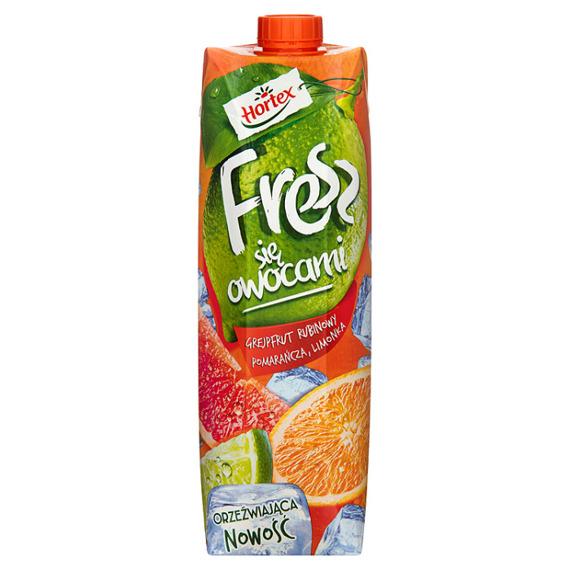 Hortex
Fresz
się
owocami
GREJPFRUT RUBINOWY
POMARAŃCZA, LIMONKA
ORZEŹWIAJĄCA
NOWOŚĆ